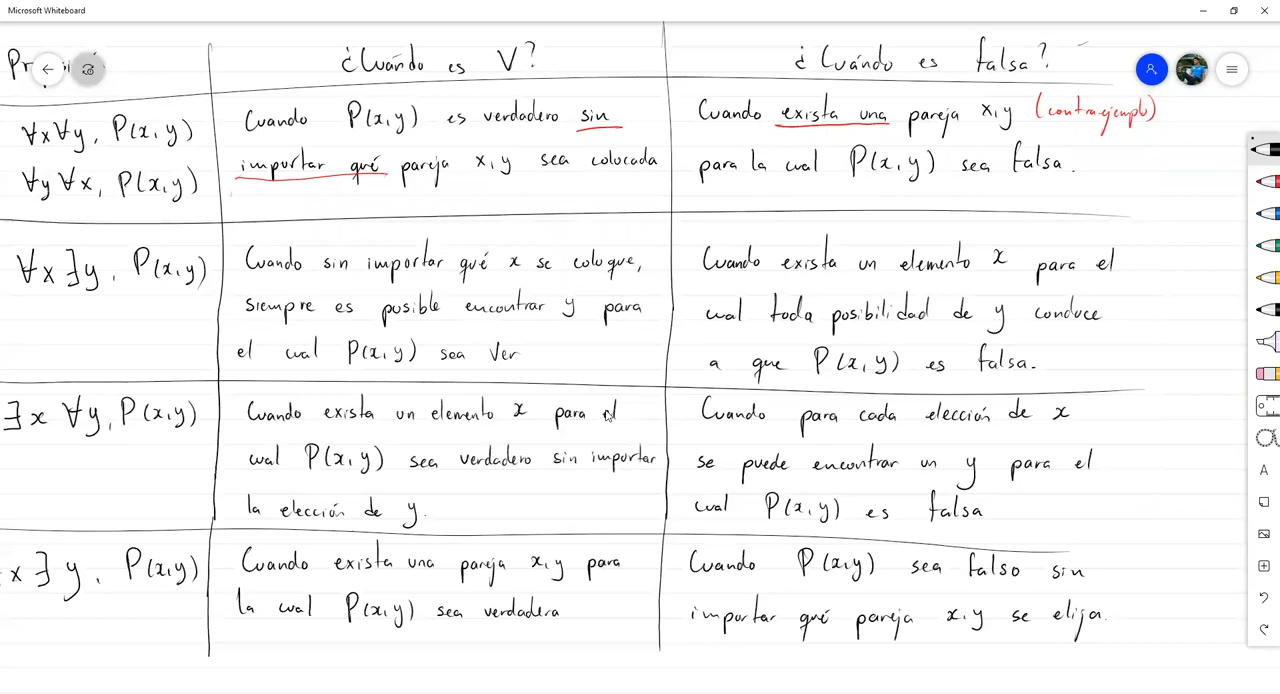 Microsoft Whiteboard
¿Cuándo es V?
¿Cuándo es falsa?
∀x∀y, P(x,y)
∀y∀x, P(x,y)
Cuando P(x,y) es verdadero sin
importar qué pareja x,y sea colocada
Cuando exista una pareja x,y (contraejemplo)
para la cual P(x,y) sea falsa.
∀x∃y, P(x,y)
Cuando sin importar qué x se coloque,
siempre es posible encontrar y para
el cual P(x,y) sea Ver
Cuando exista un elemento x para el
cual toda posibilidad de y conduce
a que P(x,y) es falsa.
∃x ∀y, P(x,y)
Cuando exista un elemento x para el
cual P(x,y) sea verdadero sin importar
la elección de y.
Cuando para cada elección de x
se puede encontrar un y para el
cual P(x,y) es falsa
x∃y, P(x,y)
Cuando exista una pareja x,y para
la cual P(x,y) sea verdadera
Cuando P(x,y) sea falso sin
importar qué pareja x,y se elija.
A